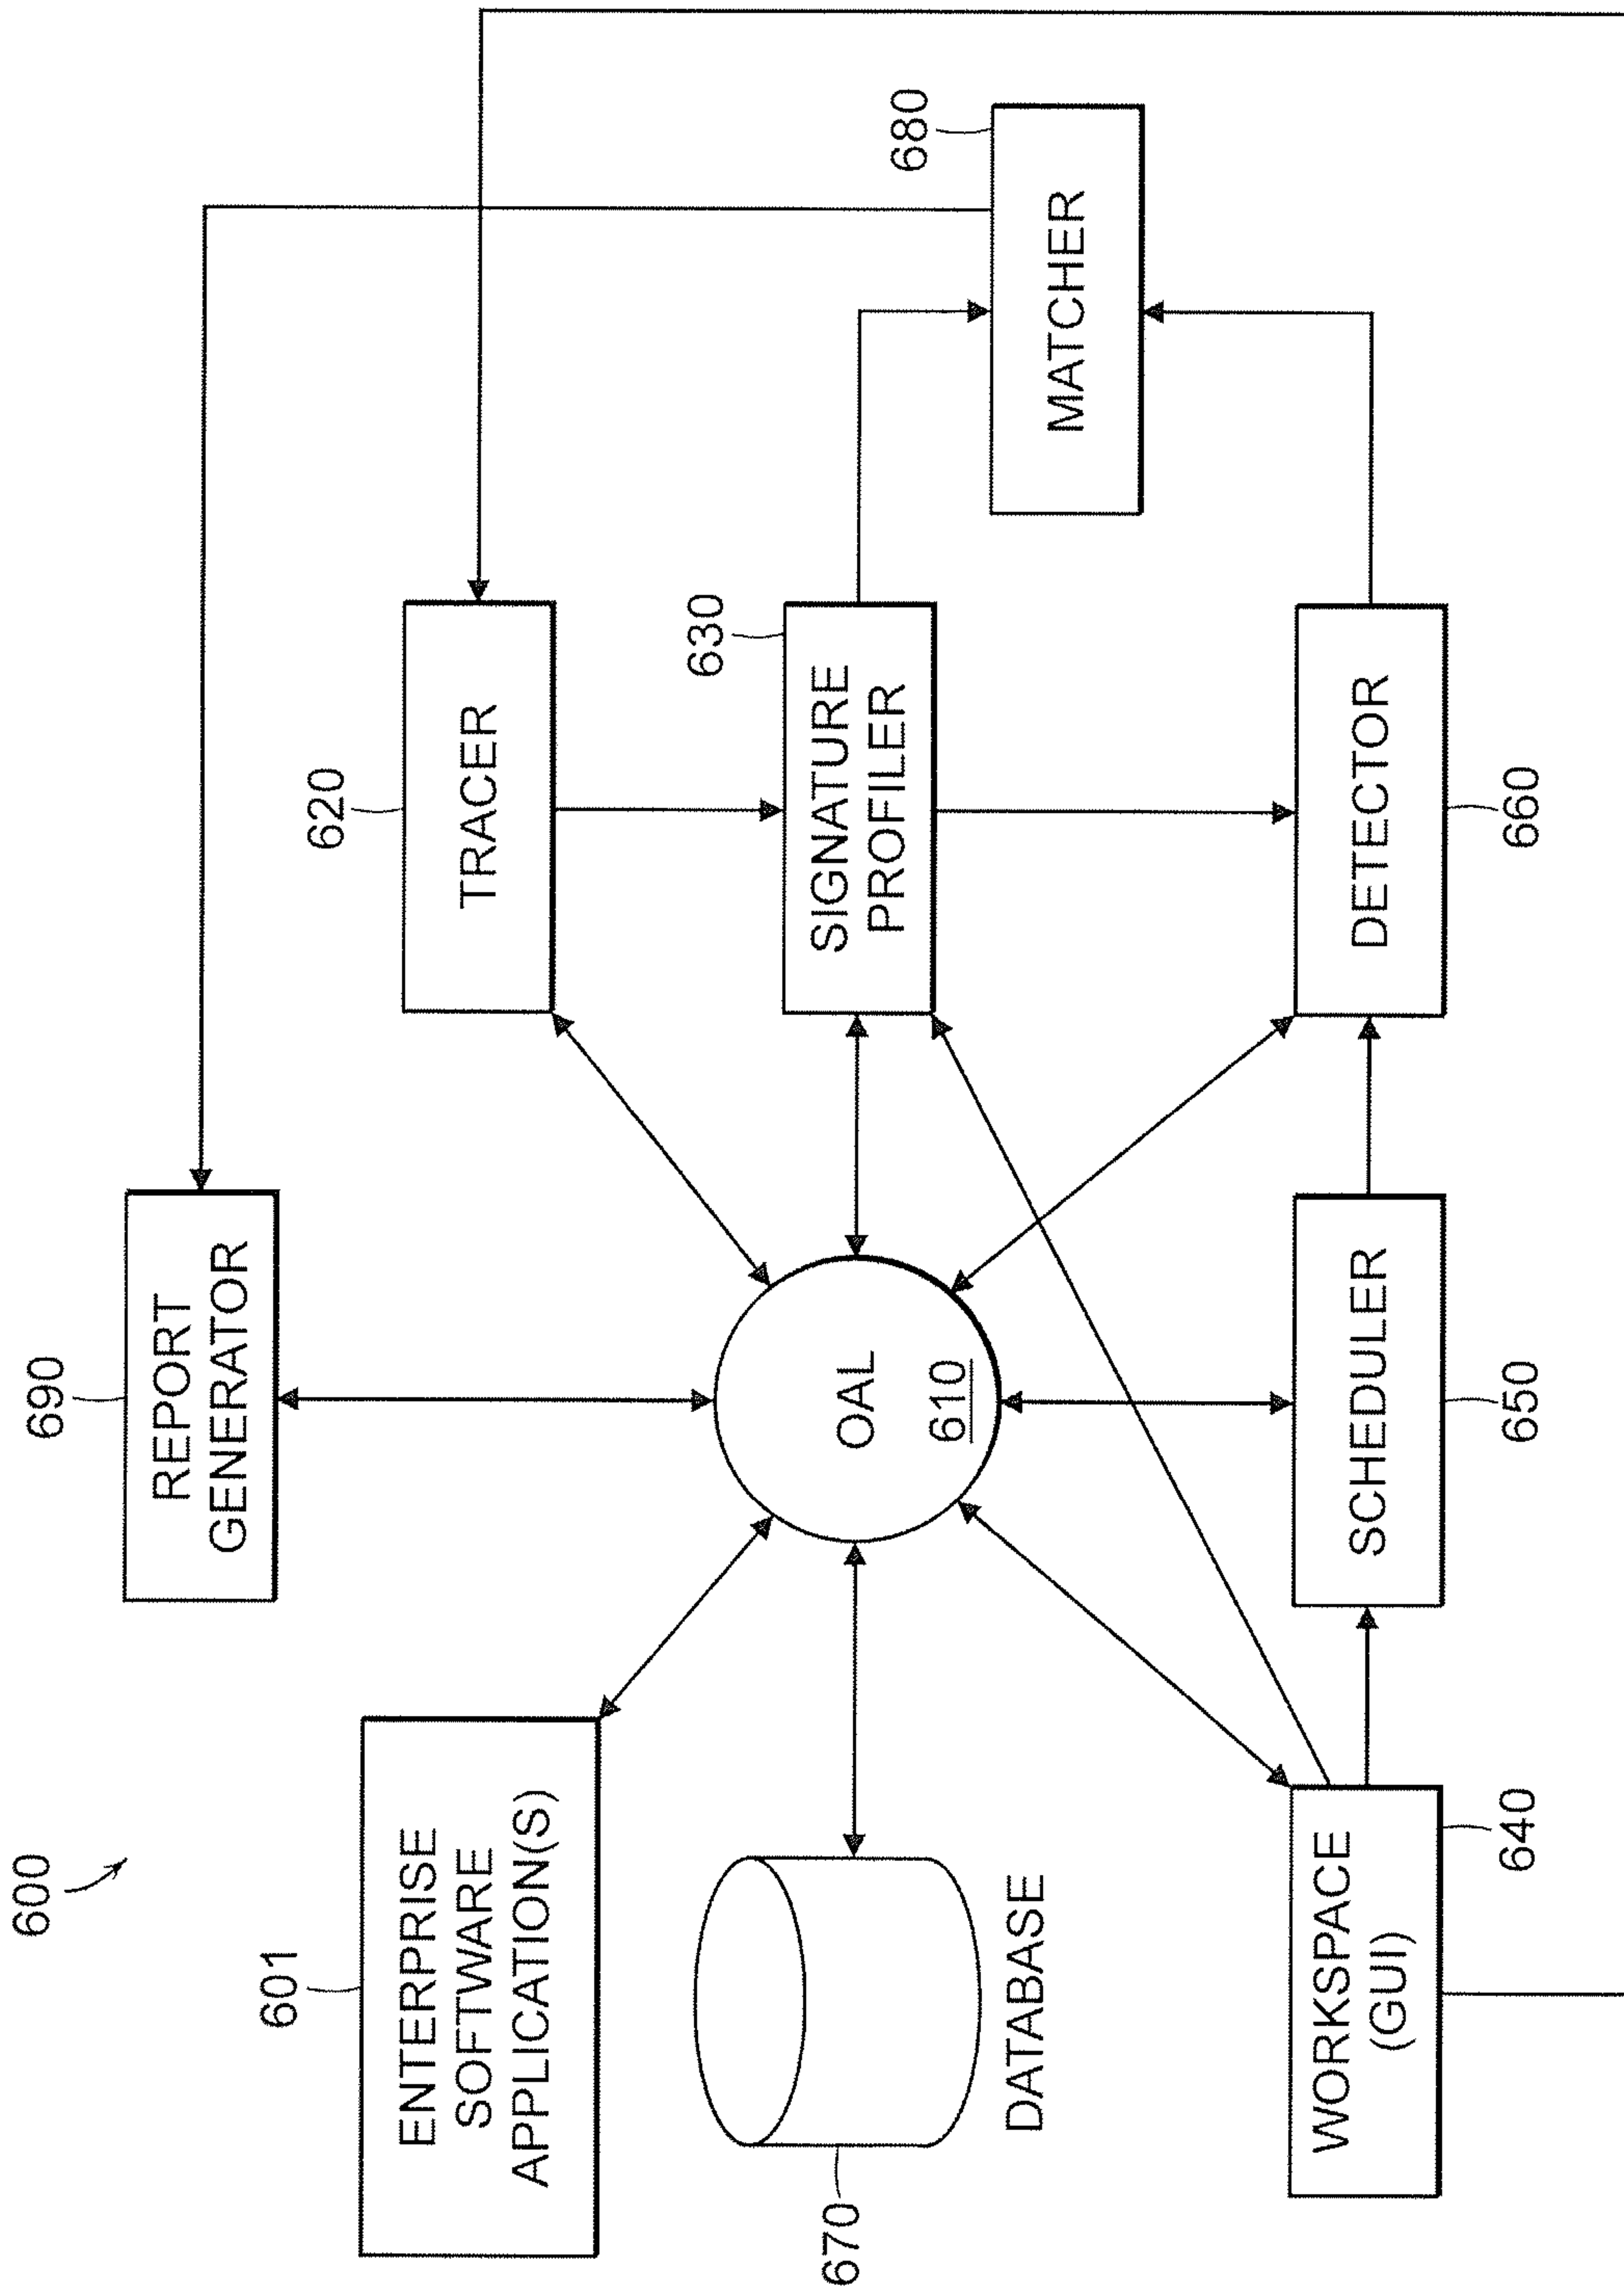 600
601
ENTERPRISE
SOFTWARE
APPLICATION(S)
690
REPORT
GENERATOR
620
TRACER
670
DATABASE
OAL
610
630
SIGNATURE
PROFILER
680
MATCHER
WORKSPACE
(GUI)
640
SCHEDULER
650
DETECTOR
660